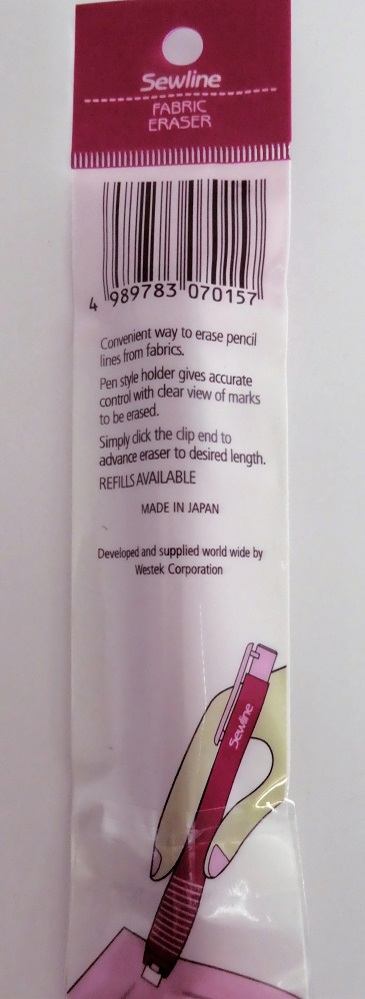 Sewline
FABRIC
ERASER
4 989783 070157
Convenient way to erase pencil
lines from fabrics.
Pen style holder gives accurate
control with clear view of marks
to be erased.
Simply click the clip end to
advance eraser to desired length.
REFILLS AVAILABLE
MADE IN JAPAN
Developed and supplied world wide by
Westek Corporation
Sewline